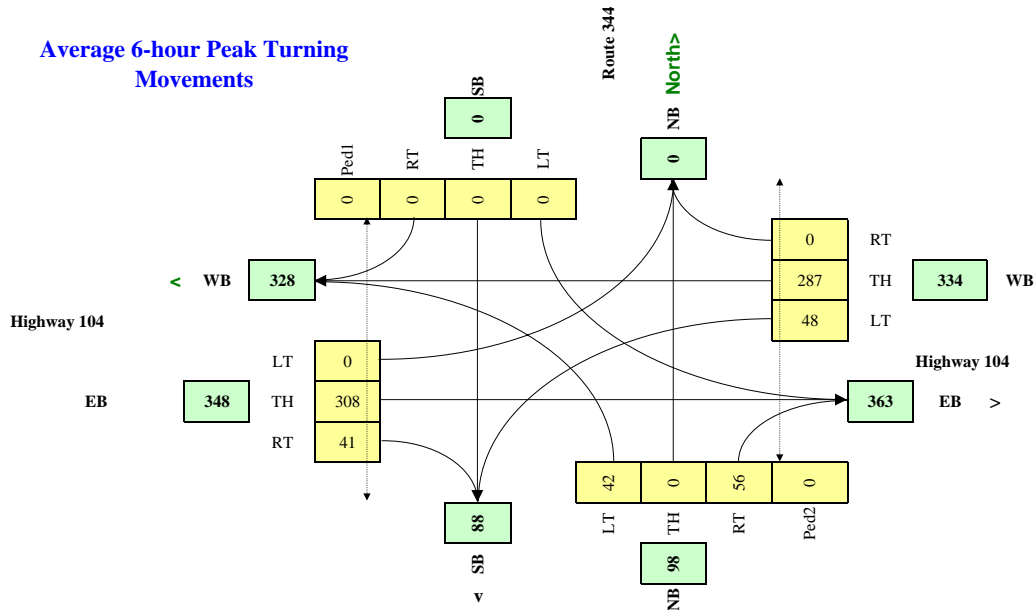 Average 6-hour Peak Turning
Movements
Route 344
North>
NB
0
SB
0
Ped1
RT
TH
LT
0
0
0
0
0
RT
< WB 328
287
TH
334
WB
48
LT
Highway 104
LT
0
Highway 104
EB
348
TH
308
363
EB >
RT
41
42
0
56
0
LT
TH
RT
Ped2
88
SB
v
98
NB